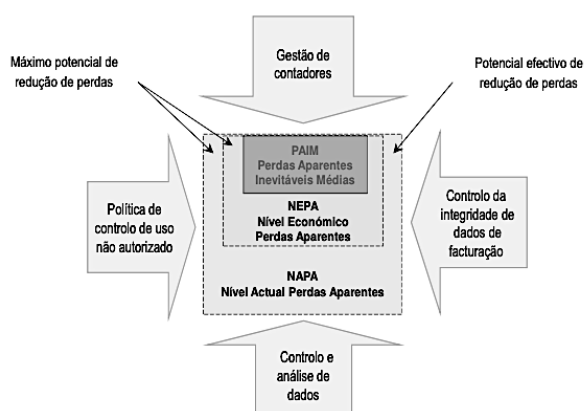 Máximo potencial de
redução de perdas
Gestão de
contadores
Potencial efectivo de
redução de perdas
PAIM
Perdas Aparentes
Inevitáveis Médias
Política de
controlo de uso
não autorizado
NEPA
Nível Económico
Perdas Aparentes
Controlo da
integridade de
dados de
facturação
NAPA
Nível Actual Perdas Aparentes
Controlo e
análise de
dados